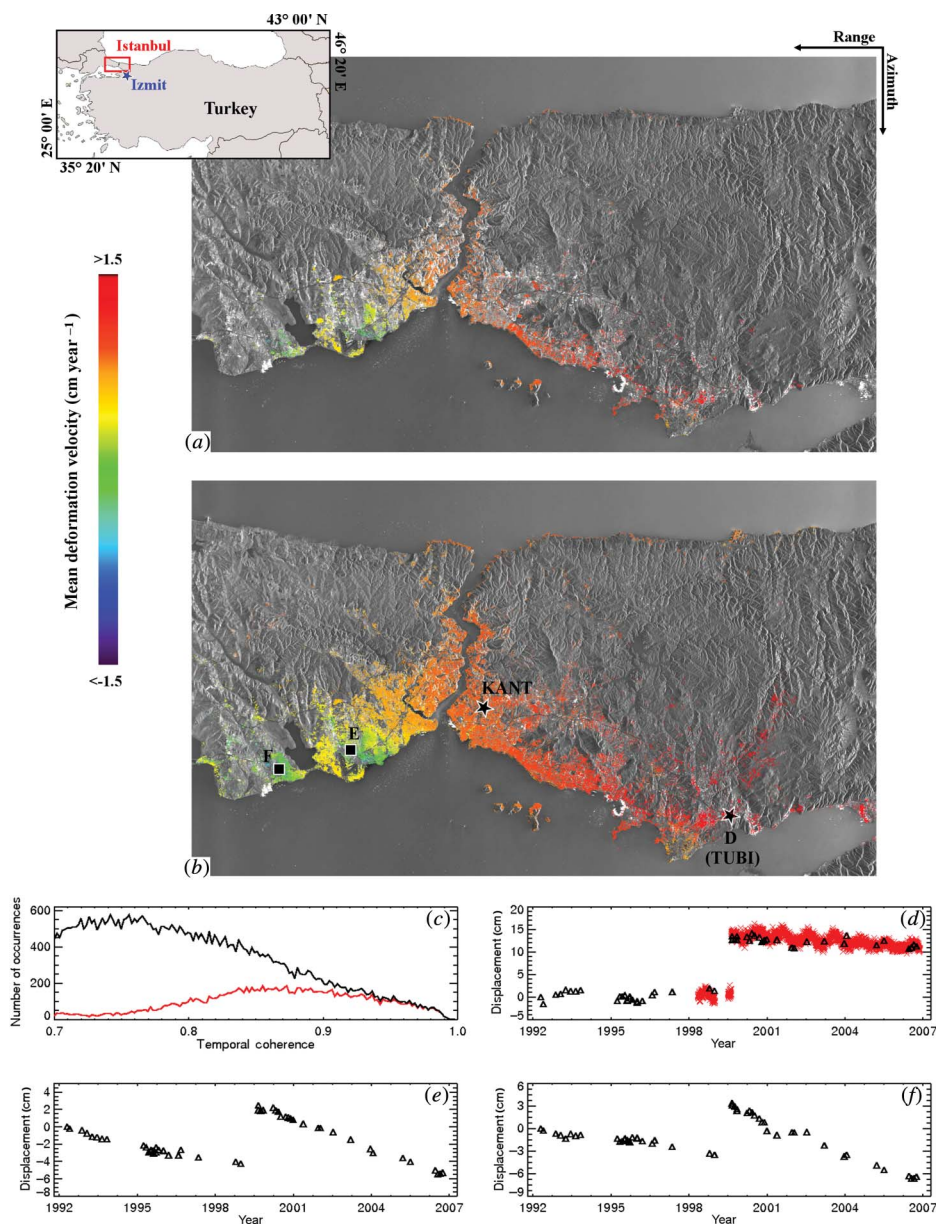 43° 00' N
46° 20' E
Istanbul
Izmit
Turkey
25° 00' E
35° 20' N
Range
Azimuth
(a)
>1.5
Mean deformation velocity (cm year⁻¹)
<-1.5
KANT
E
F
D
(TUBI)
(b)
(c)
Number of occurrences
600
400
200
0
0.7 0.8 0.9 1.0
Temporal coherence
(d)
Displacement (cm)
20
15
10
5
0
−5
1992 1995 1998 2001 2004 2007
Year
(e)
Displacement (cm)
4
2
0
−2
−4
−6
−8
1992 1995 1998 2001 2004 2007
Year
(f)
Displacement (cm)
6
3
0
−3
−6
−9
1992 1995 1998 2001 2004 2007
Year